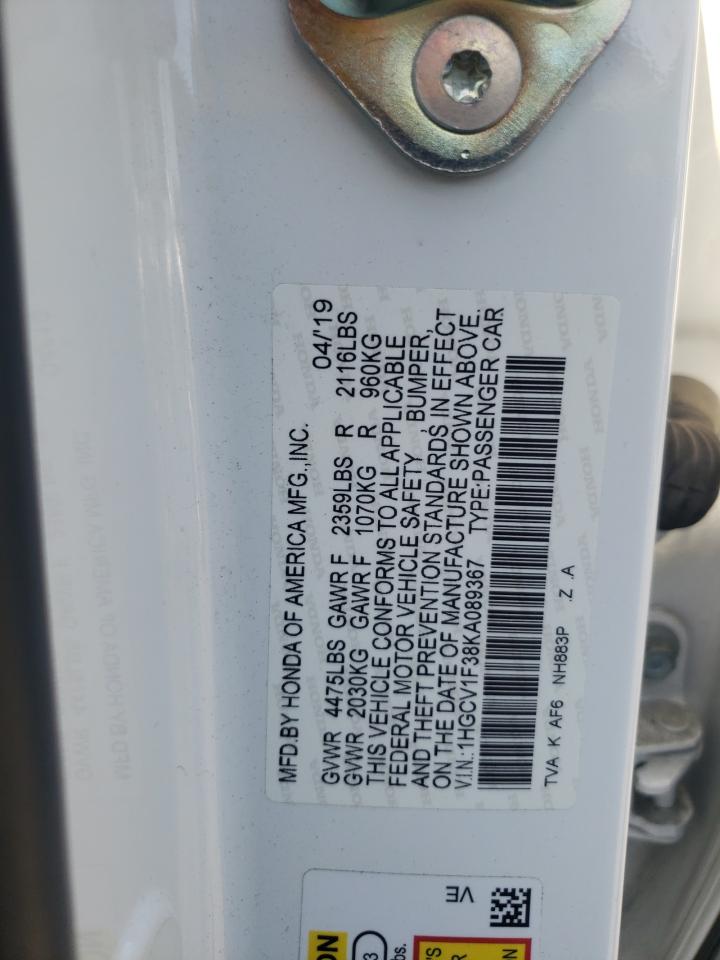 MFD.BY HONDA OF AMERICA MFG.,INC. 04/'19
GVWR 4475LBS GAWR F 2359LBS R 2116LBS
GVWR 2030KG GAWR F 1070KG R 960KG
THIS VEHICLE CONFORMS TO ALL APPLICABLE
FEDERAL MOTOR VEHICLE SAFETY , BUMPER,
AND THEFT PREVENTION STANDARDS IN EFFECT
ON THE DATE OF MANUFACTURE SHOWN ABOVE.
V.I.N.:1HGCV1F38KA089367 TYPE:PASSENGER CAR
TVA K AF6 NH883P .Z .A
VE